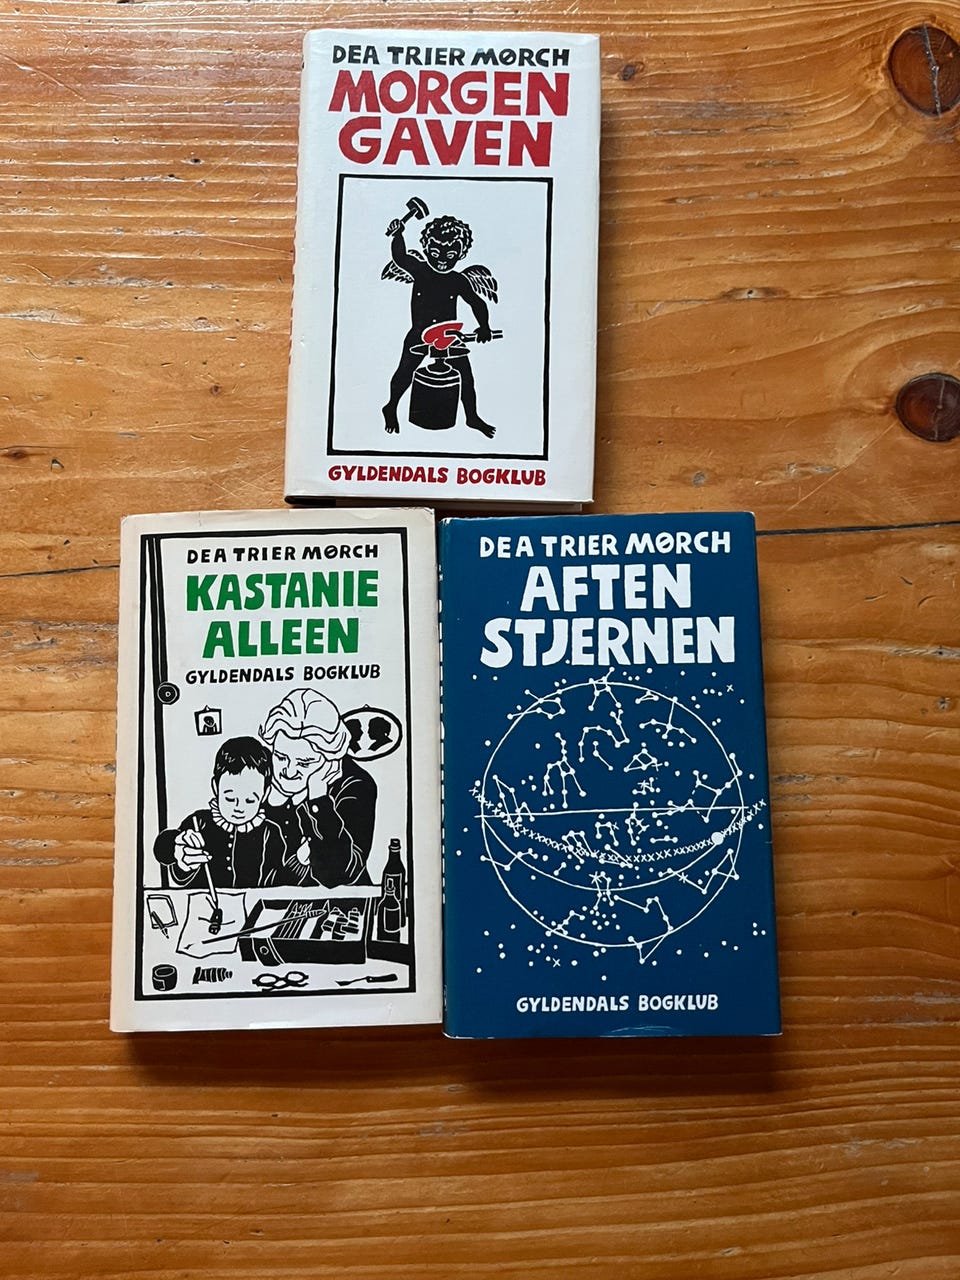 DEA TRIER MØRCH
MORGEN
GAVEN
GYLDENDALS BOGKLUB
DEA TRIER MØRCH
KASTANIE
ALLEEN
GYLDENDALS BOGKLUB
DEA TRIER MØRCH
AFTEN
STJERNEN
GYLDENDALS BOGKLUB